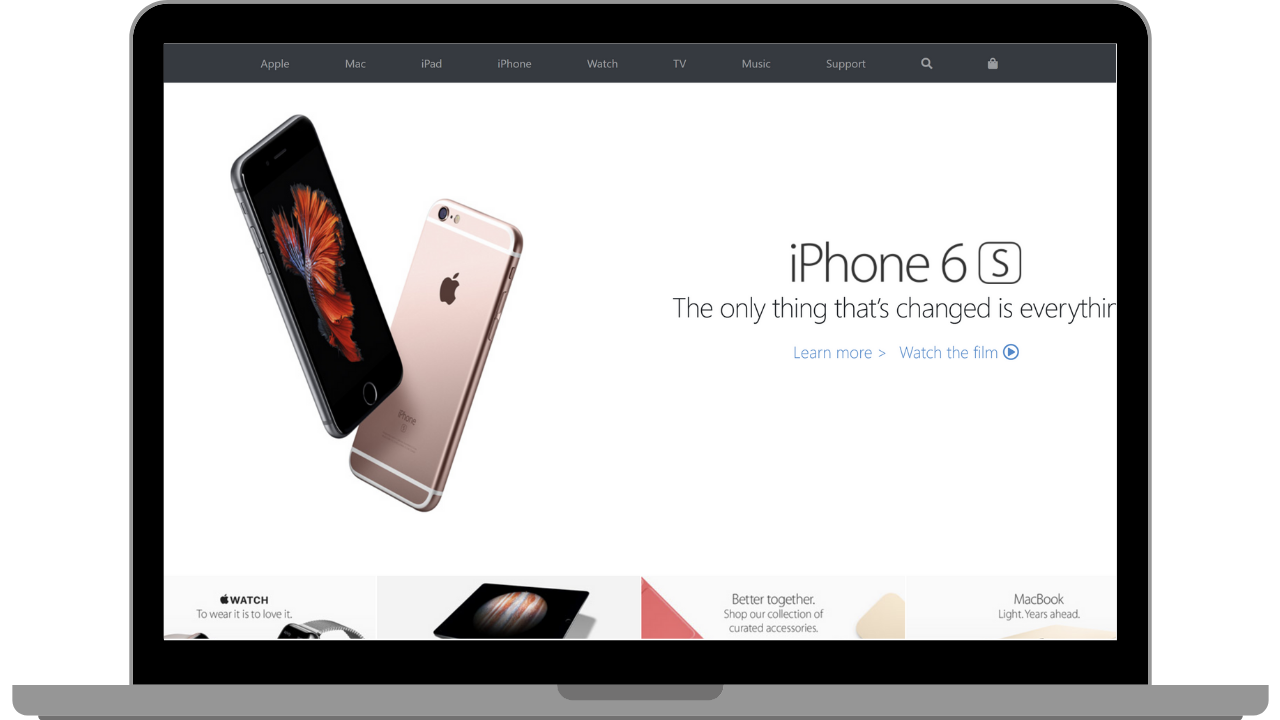 Apple Mac iPad iPhone Watch TV Music Support
iPhone 6 S
The only thing that's changed is everythin
Learn more > Watch the film
iPhone
S
WATCH
To wear it is to love it.
Better together.
Shop our collection of
curated accessories.
MacBook
Light. Years ahead.